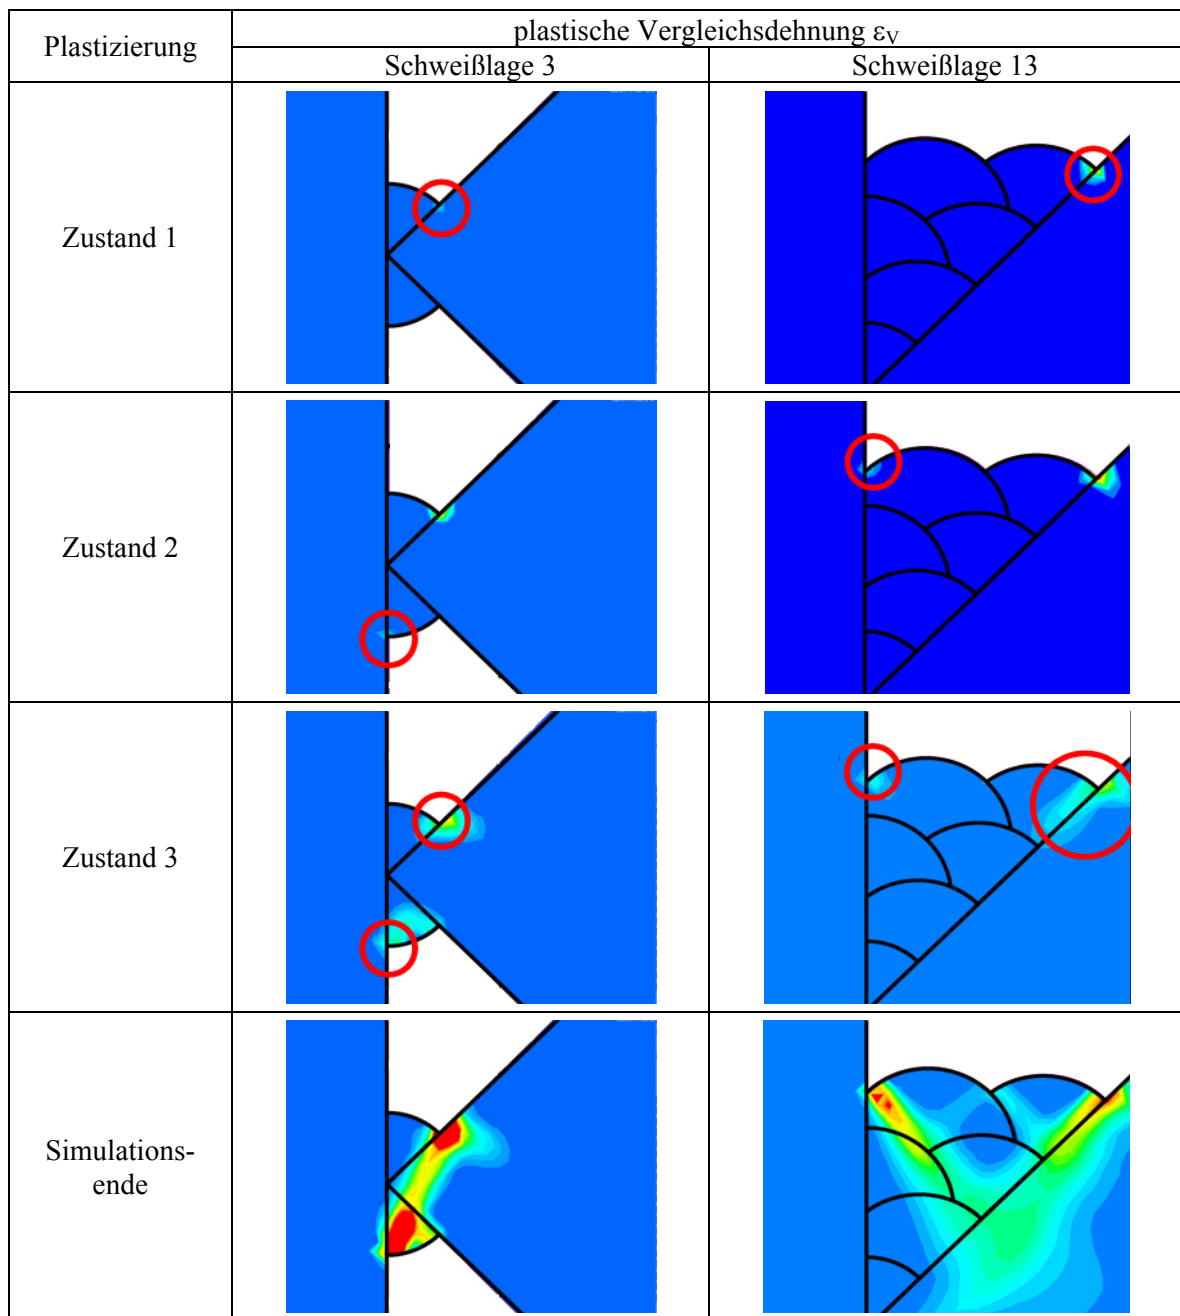 Plastizierung
plastische Vergleichsdehnung εV
Schweißlage 3
Schweißlage 13
Zustand 1
Zustand 2
Zustand 3
Simulations-
ende